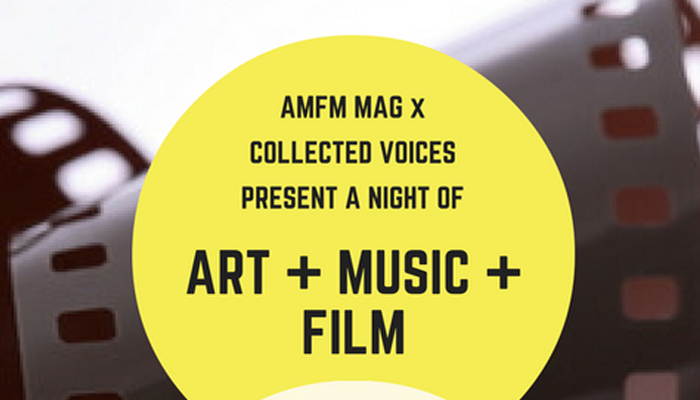 AMFM MAG X
COLLECTED VOICES
PRESENT A NIGHT OF
ART + MUSIC +
FILM